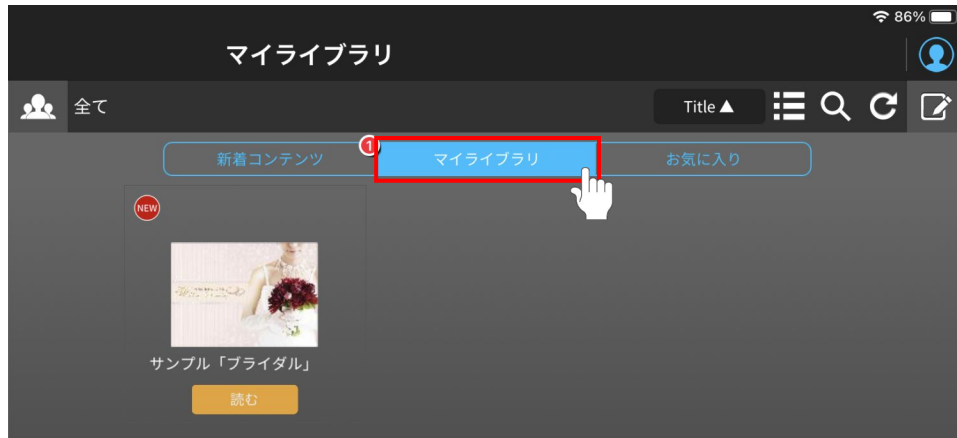 86%
マイライブラリ
全て
Title ▲
新着コンテンツ
1
マイライブラリ
お気に入り
NEW
サンプル「ブライダル」
読む